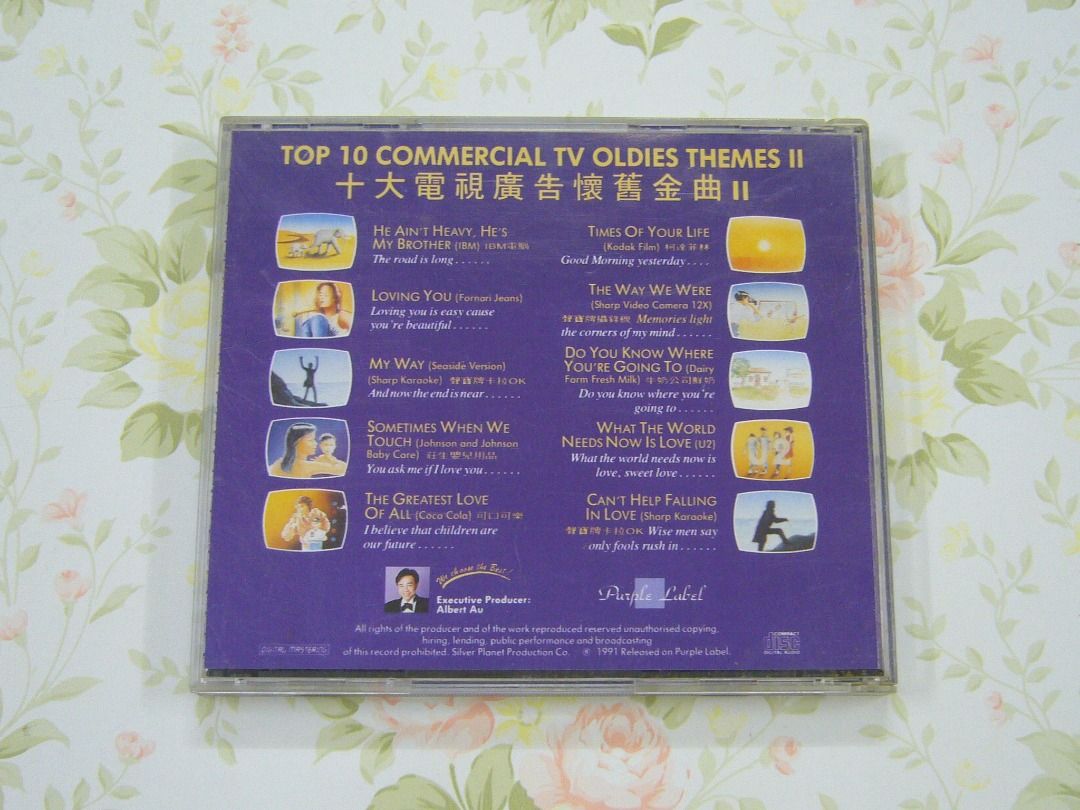 TOP 10 COMMERCIAL TV OLDIES THEMES II
十大電視廣告懷舊金曲 II
HE AIN'T HEAVY, HE'S
MY BROTHER (IBM) IBM電腦
The road is long . . . . . .
LOVING YOU (Fornari Jeans)
Loving you is easy cause
you're beautiful . . . . . .
MY WAY (Seaside Version)
(Sharp Karaoke) 聲寶牌卡拉OK
And now the end is near . . . . . .
SOMETIMES WHEN WE
TOUCH (Johnson and Johnson
Baby Care) 莊生嬰兒用品
You ask me if I love you . . . . . .
THE GREATEST LOVE
OF ALL (Coca Cola) 可口可樂
I believe that children are
our future . . . . . .
TIMES OF YOUR LIFE
(Kodak Film) 柯達菲林
Good Morning yesterday . . . .
THE WAY WE WERE
(Sharp Video Camera 12X)
聲寶牌攝錄機 Memories light
the corners of my mind . . . . . .
DO YOU KNOW WHERE
YOU'RE GOING TO (Dairy
Farm Fresh Milk) 牛奶公司鮮奶
Do you know where you're
going to . . . . . .
WHAT THE WORLD
NEEDS NOW IS LOVE (U2)
What the world needs now is
love, sweet love . . . . . .
CAN'T HELP FALLING
IN LOVE (Sharp Karaoke)
聲寶牌卡拉OK Wise men say
only fools rush in . . . . . .
We choose the Best!
Executive Producer:
Albert Au
Purple Label
All rights of the producer and of the work reproduced reserved unauthorised copying,
hiring, lending, public performance and broadcasting
of this record prohibited. Silver Planet Production Co. ℗ 1991 Released on Purple Label.
DIGITAL MASTERING
COMPACT
disc
DIGITAL AUDIO